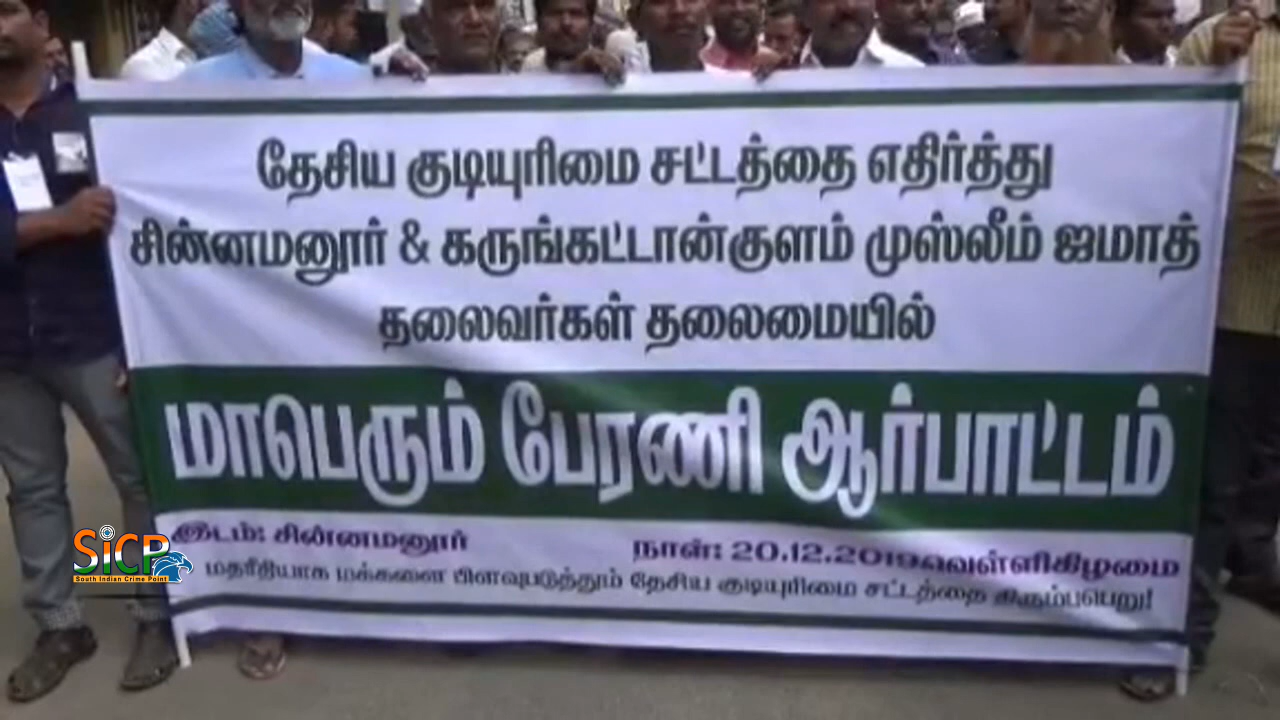 தேசிய குடியுரிமை சட்டத்தை எதிர்த்து
சின்னமனூர் & கருங்கட்டான்குளம் முஸ்லீம் ஜமாத்
தலைவர்கள் தலைமையில்
மாபெரும் பேரணி ஆர்பாட்டம்
இடம்: சின்னமனூர்
நாள்: 20.12.2019 வெள்ளிகிழமை
மதரீதியாக மக்களை பிளவுபடுத்தும் தேசிய குடியுரிமை சட்டத்தை திரும்பபெறு!
SiCP
South Indian Crime Point